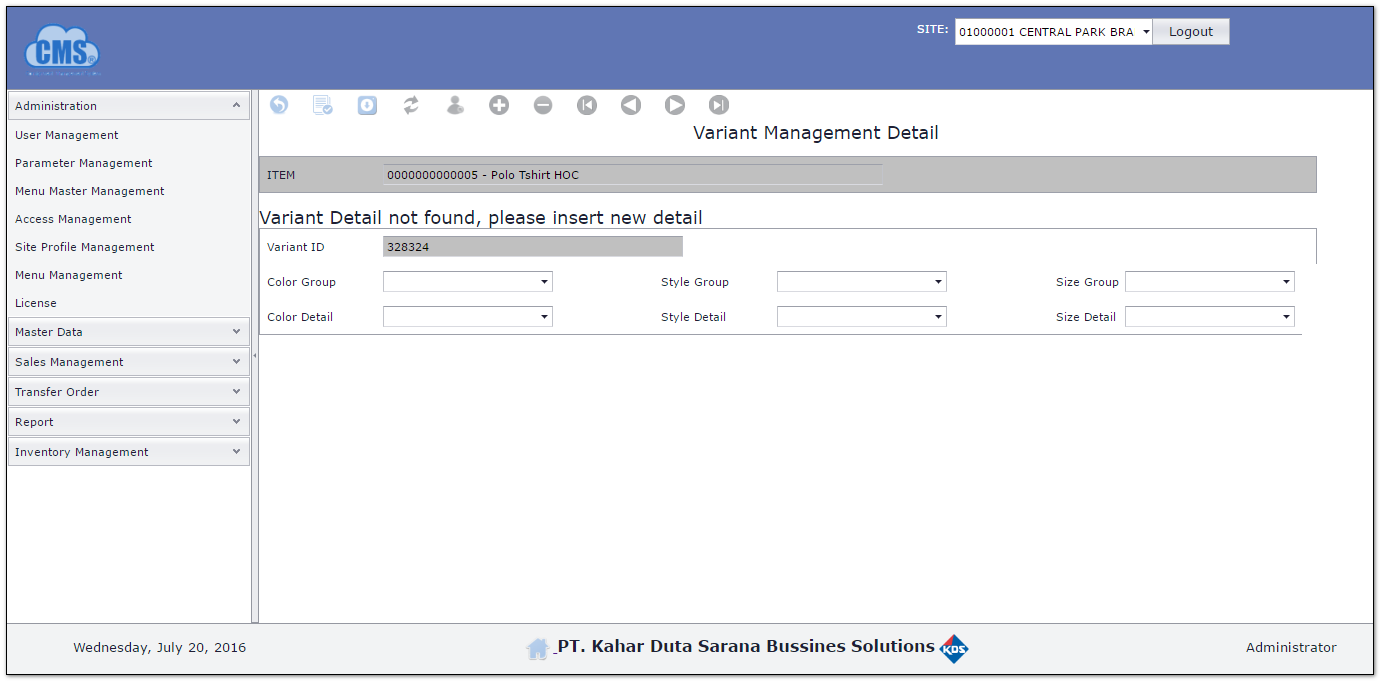 SITE: 01000001 CENTRAL PARK BRA Logout
CMS®
Administration
User Management
Parameter Management
Menu Master Management
Access Management
Site Profile Management
Menu Management
License
Master Data
Sales Management
Transfer Order
Report
Inventory Management
Variant Management Detail
ITEM 0000000000005 - Polo Tshirt HOC
Variant Detail not found, please insert new detail
Variant ID 328324
Color Group Style Group Size Group
Color Detail Style Detail Size Detail
Wednesday, July 20, 2016 PT. Kahar Duta Sarana Bussines Solutions KDS Administrator